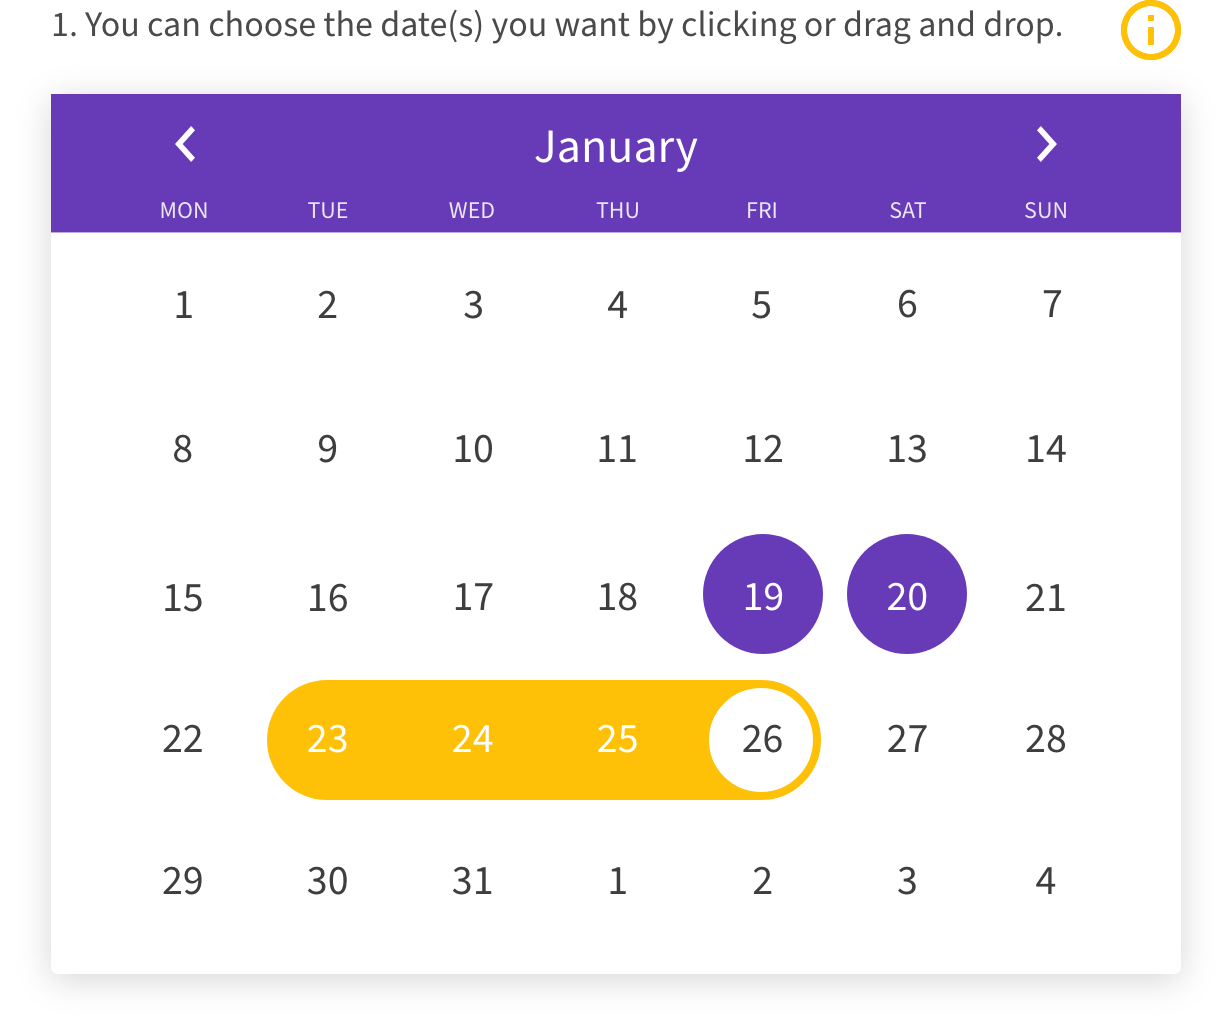 1. You can choose the date(s) you want by clicking or drag and drop.
January
MON TUE WED THU FRI SAT SUN
1 2 3 4 5 6 7
8 9 10 11 12 13 14
15 16 17 18 19 20 21
22 23 24 25 26 27 28
29 30 31 1 2 3 4